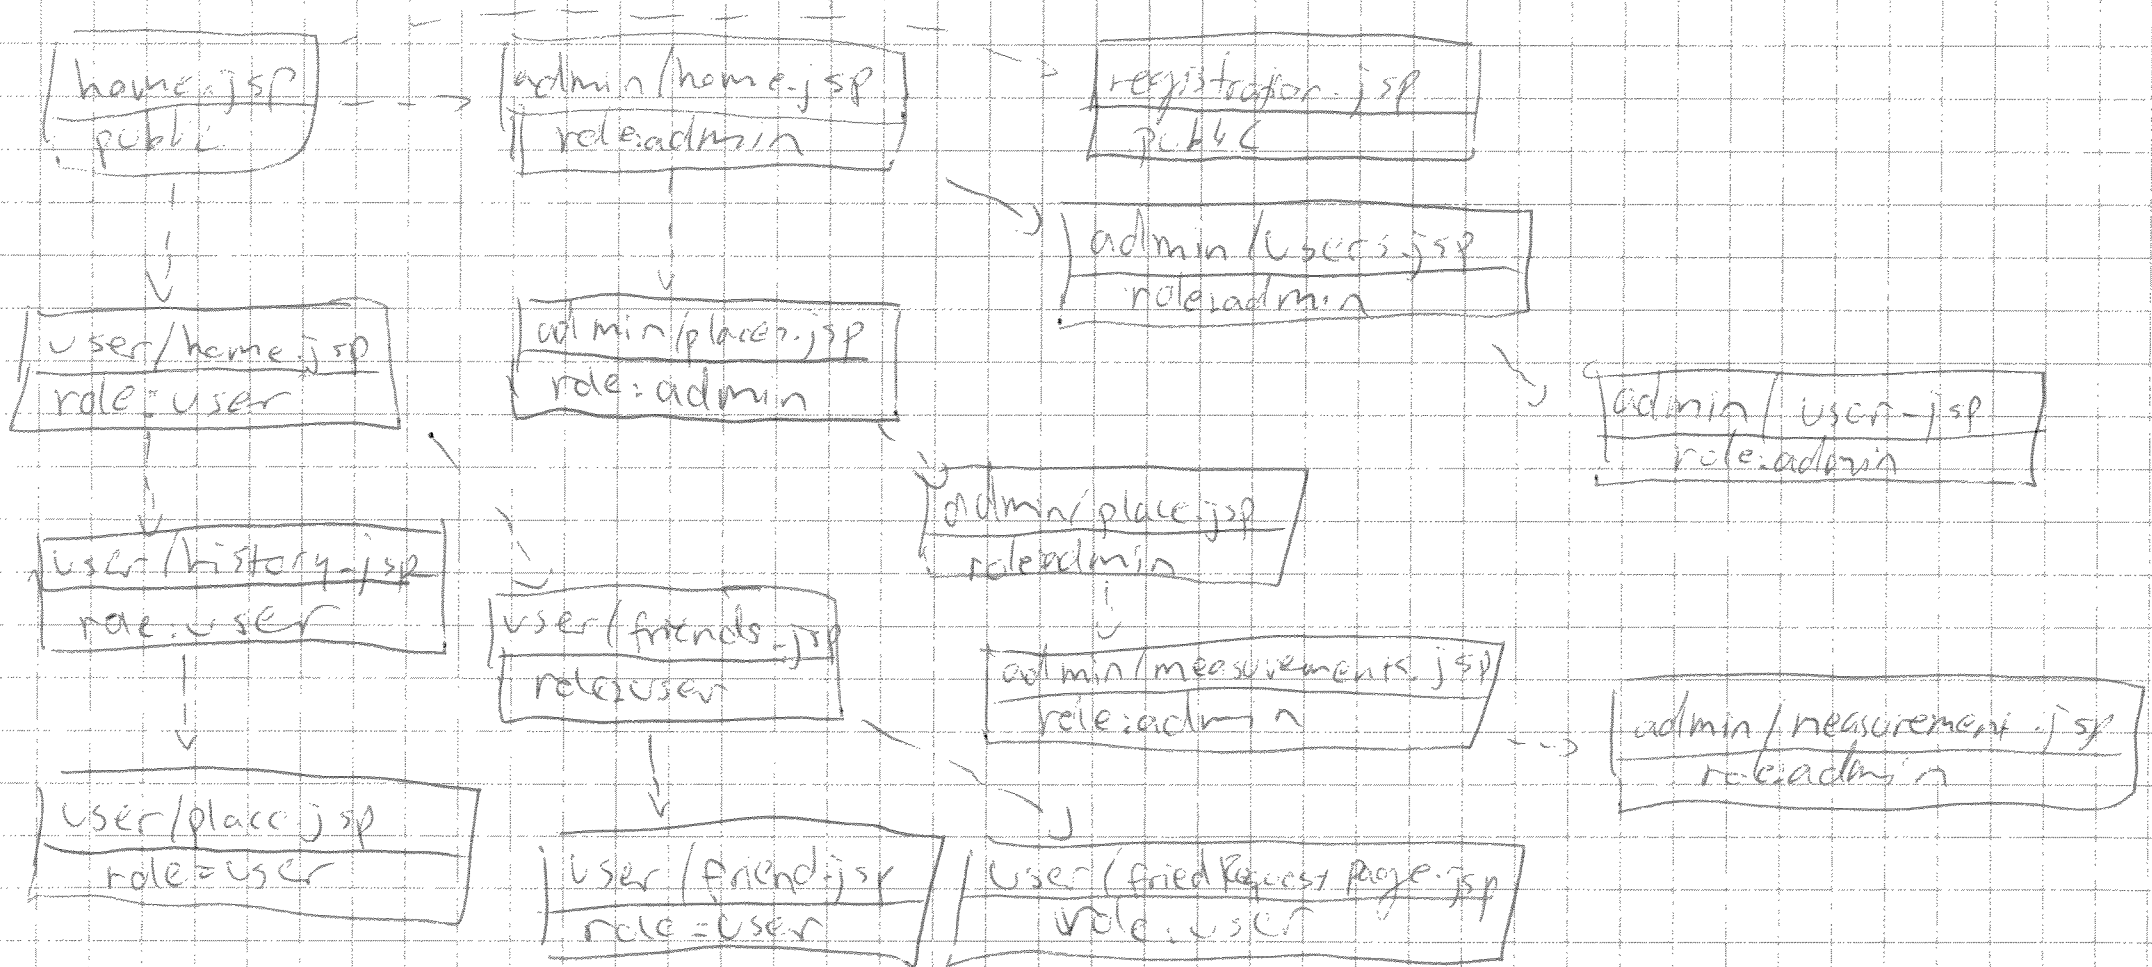 home.jsp
public
admin/home.jsp
role:admin
registration.jsp
public
admin/users.jsp
role:admin
user/home.jsp
role=user
admin/places.jsp
role:admin
admin/user.jsp
role:admin
admin/place.jsp
role:admin
user/history.jsp
role:user
user/friends.jsp
role=user
admin/measurements.jsp
role:admin
admin/measurement.jsp
role:admin
user/place.jsp
role=user
user/friend.jsp
role=user
user/friedRequestPage.jsp
role:user